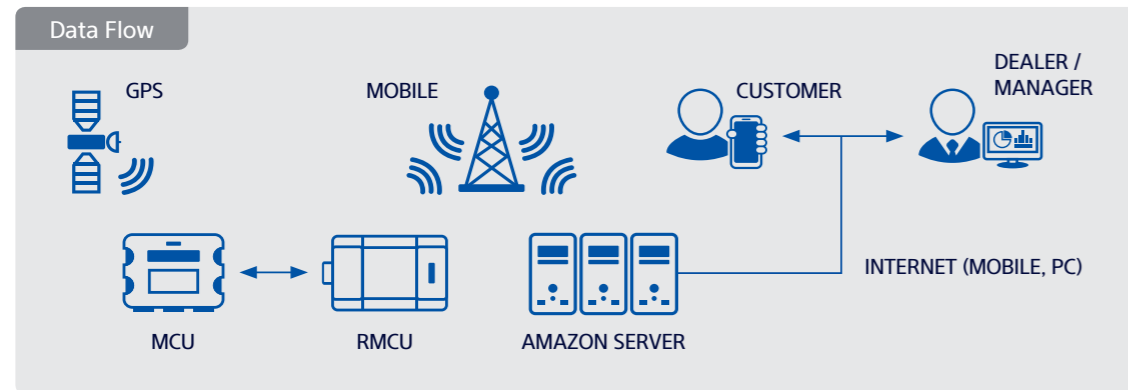 Data Flow
GPS
MOBILE
CUSTOMER
DEALER /
MANAGER
INTERNET (MOBILE, PC)
MCU
RMCU
AMAZON SERVER